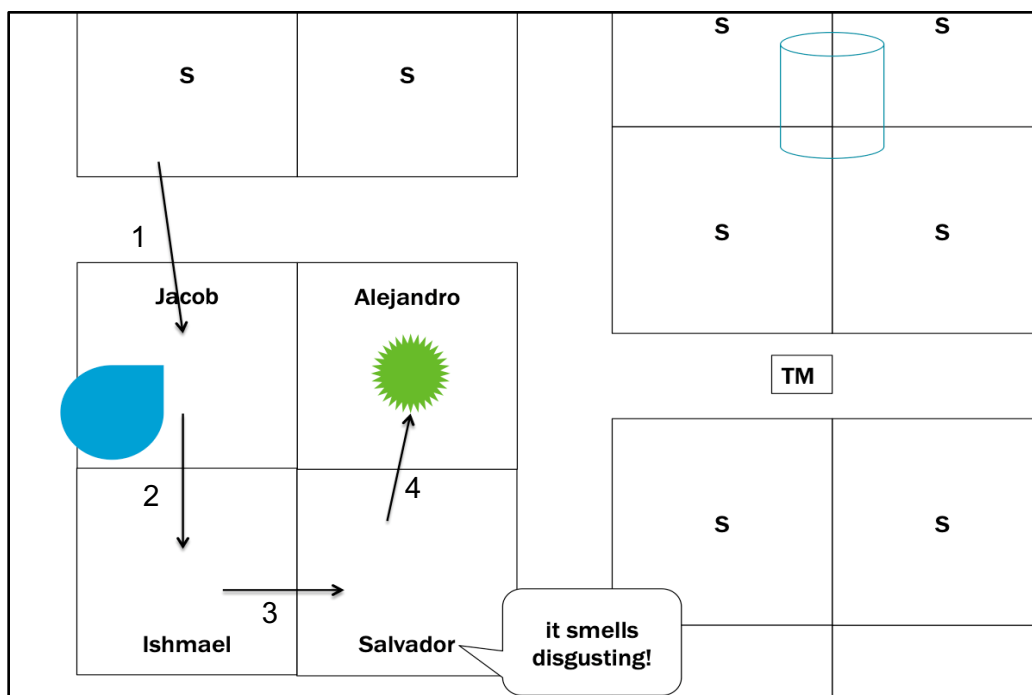 S
S
S
S
1
S
S
Jacob
Alejandro
TM
2
4
S
S
3
Ishmael
Salvador
it smells
disgusting!